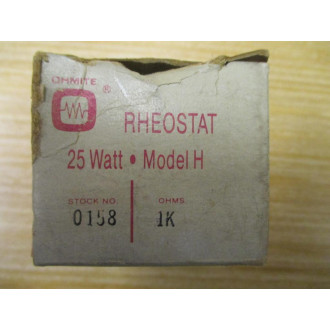 OHMITE
®
RHEOSTAT
25 Watt • Model H
STOCK NO. OHMS
0158 1K